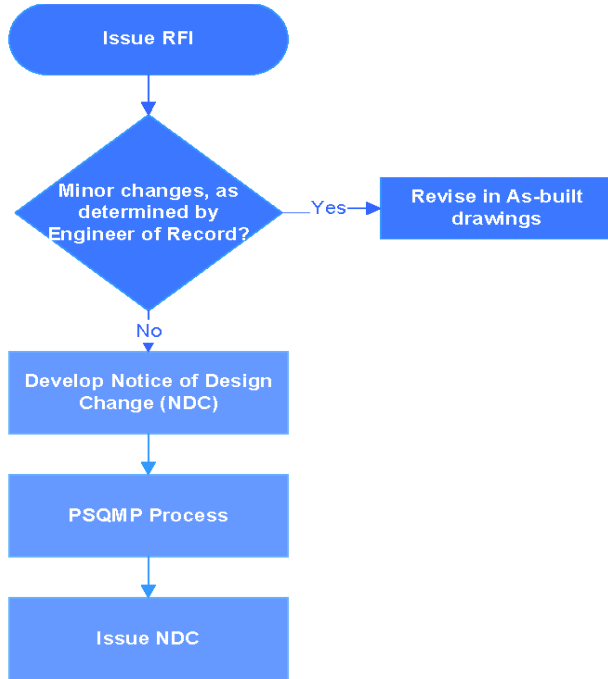 Issue RFI
Minor changes, as
determined by
Engineer of Record?
Yes
Revise in As-built
drawings
No
Develop Notice of Design
Change (NDC)
PSQMP Process
Issue NDC